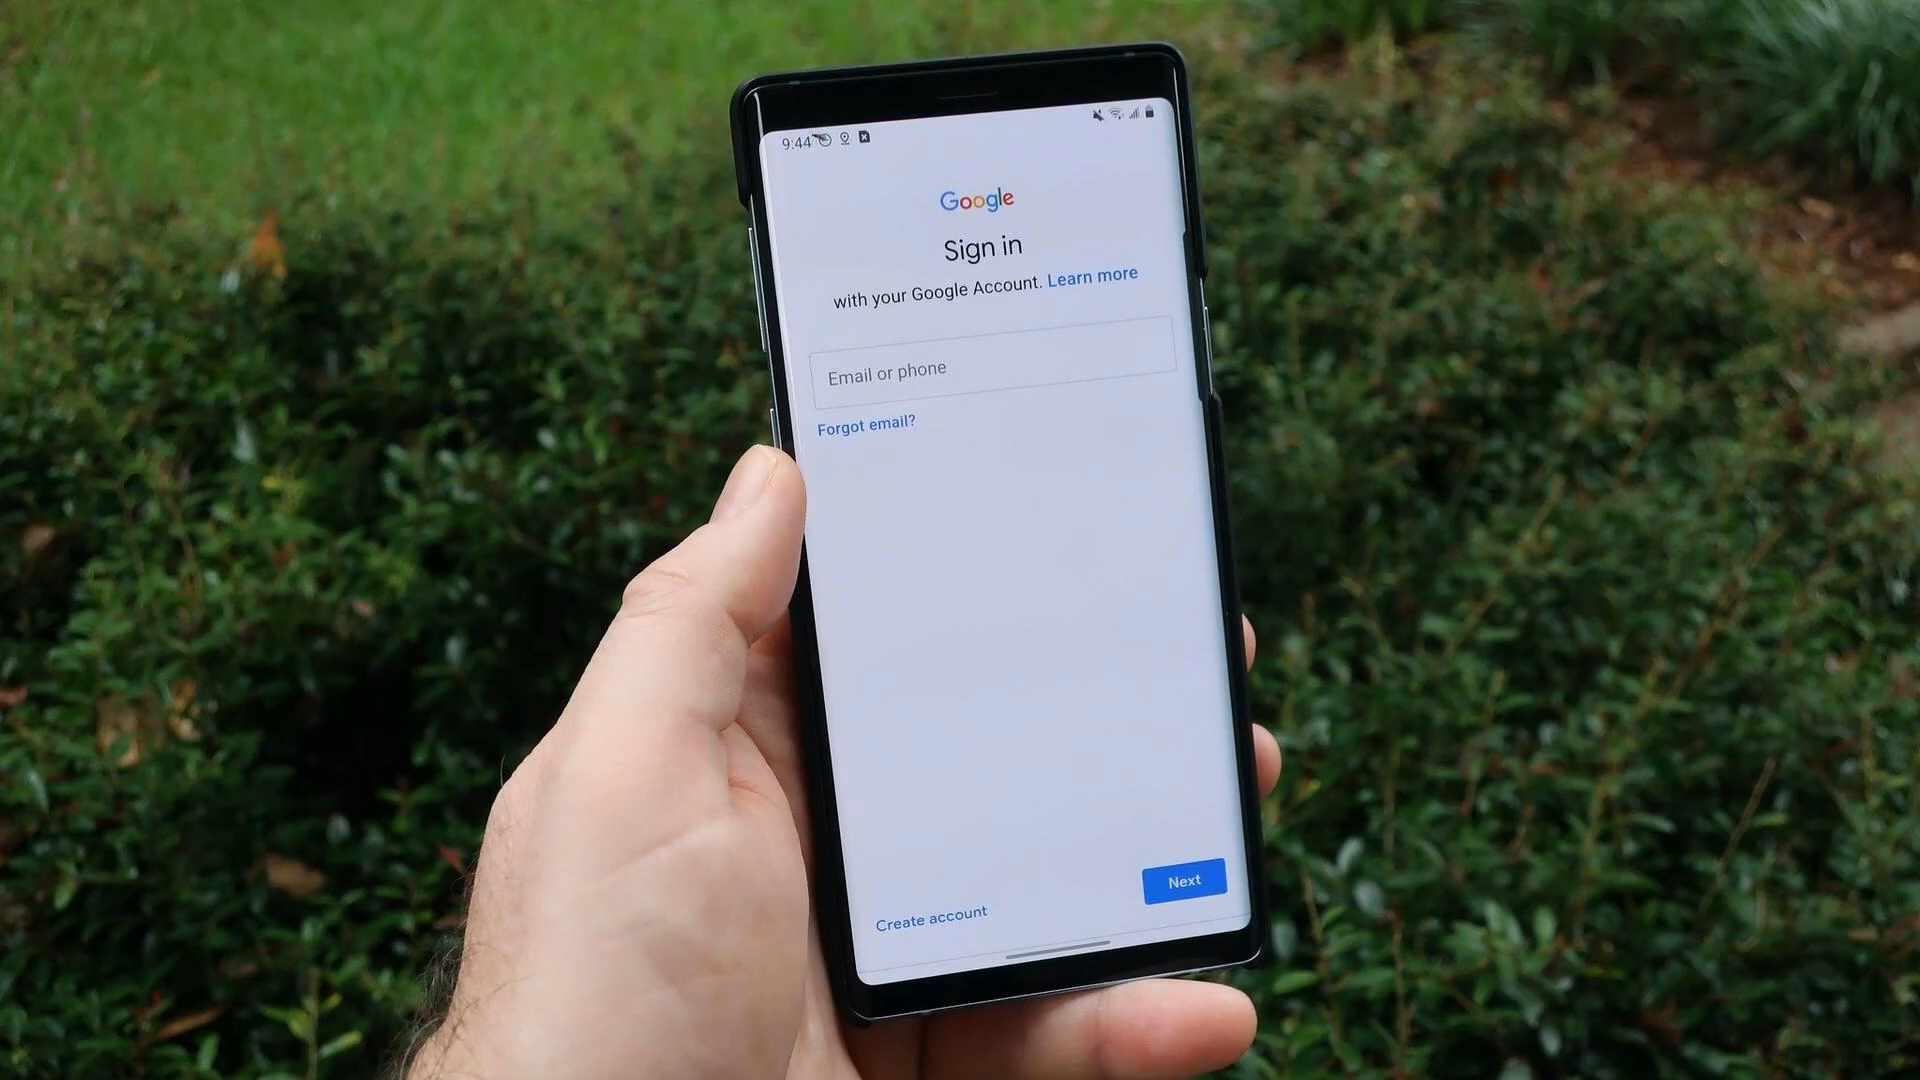 9:44
Google
Sign in
with your Google Account. Learn more
Email or phone
Forgot email?
Next
Create account